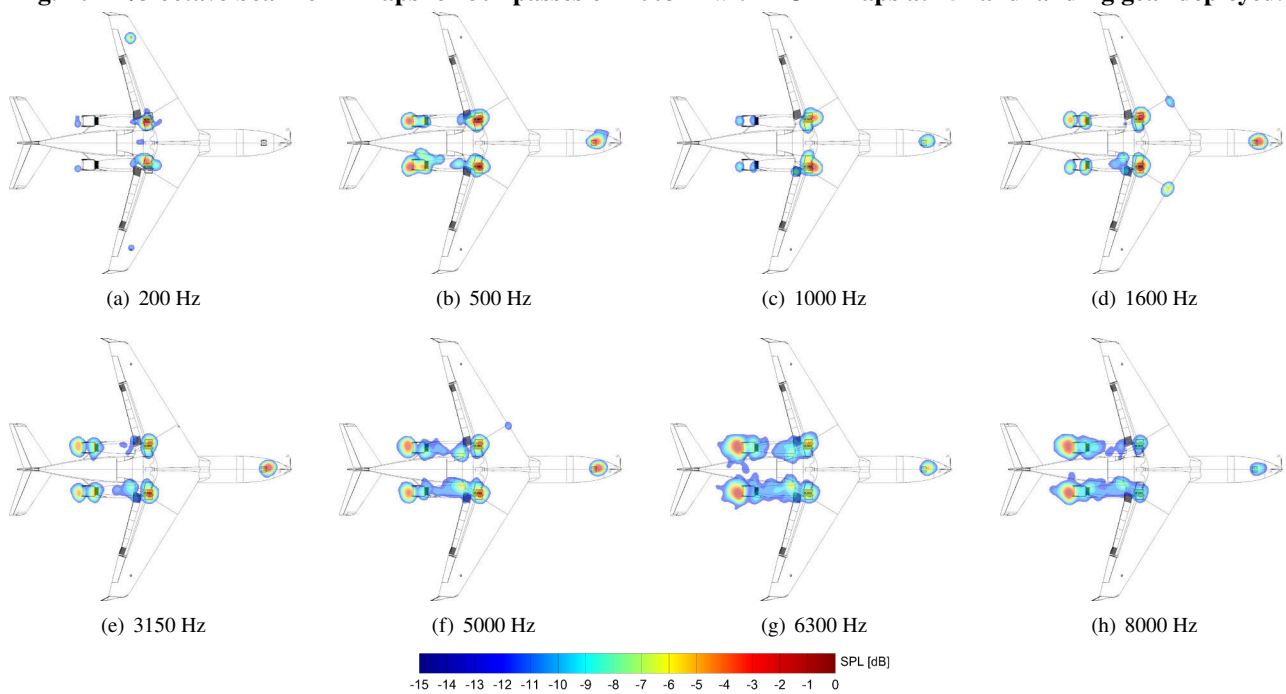 (a) 200 Hz
(b) 500 Hz
(c) 1000 Hz
(d) 1600 Hz
(e) 3150 Hz
(f) 5000 Hz
(g) 6300 Hz
(h) 8000 Hz
SPL [dB]
-15 -14 -13 -12 -11 -10 -9 -8 -7 -6 -5 -4 -3 -2 -1 0